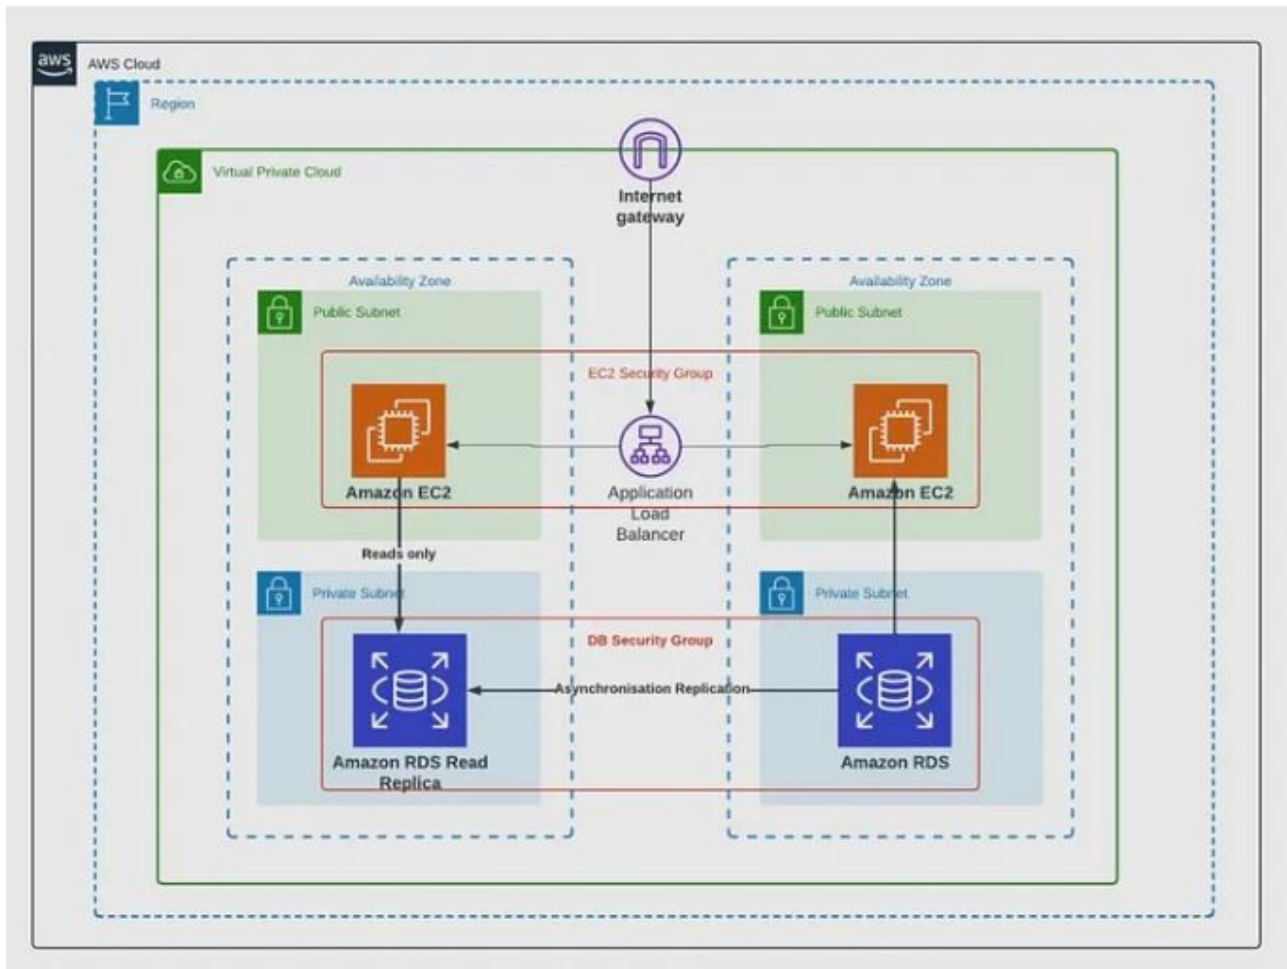 aws
AWS Cloud
Region
Virtual Private Cloud
Internet
gateway
Availability Zone
Availability Zone
Public Subnet
Public Subnet
EC2 Security Group
Amazon EC2
Application
Load
Balancer
Amazon EC2
Reads only
Private Subnet
Private Subnet
DB Security Group
Asynchronisation Replication
Amazon RDS Read
Replica
Amazon RDS